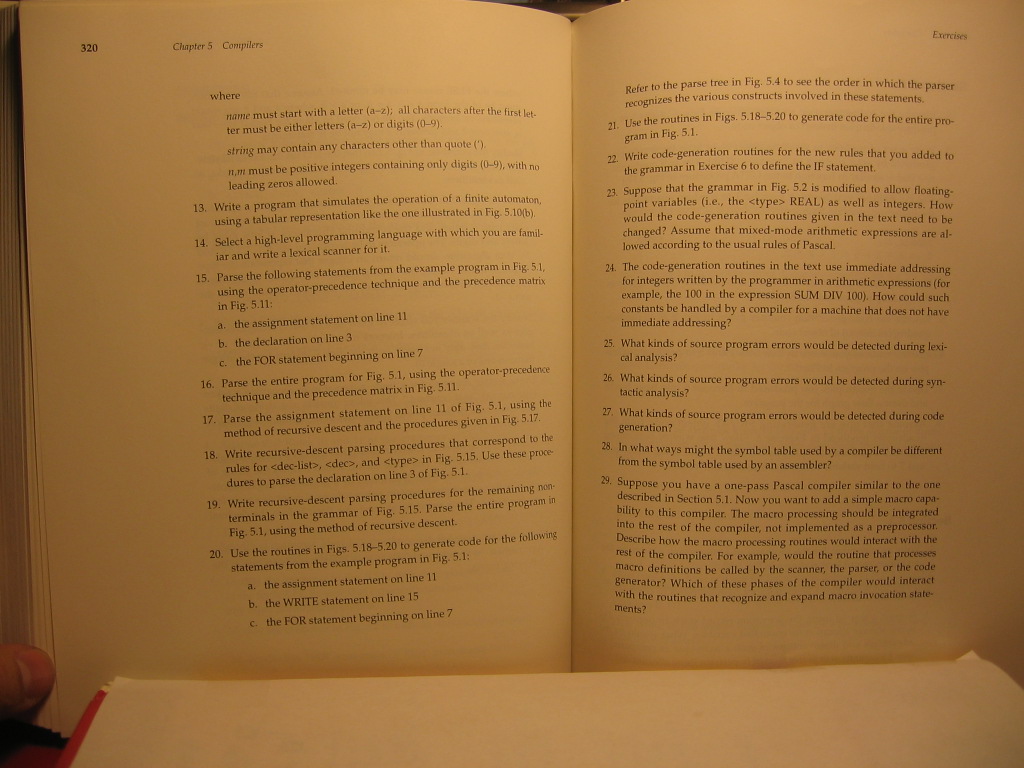 320
Chapter 5 Compilers
where
name must start with a letter (a–z); all characters after the first let-
ter must be either letters (a–z) or digits (0–9).
string may contain any characters other than quote (').
n,m must be positive integers containing only digits (0–9), with no
leading zeros allowed.
13. Write a program that simulates the operation of a finite automaton,
using a tabular representation like the one illustrated in Fig. 5.10(b).
14. Select a high-level programming language with which you are famil-
iar and write a lexical scanner for it.
15. Parse the following statements from the example program in Fig. 5.1,
using the operator-precedence technique and the precedence matrix
in Fig. 5.11:
a. the assignment statement on line 11
b. the declaration on line 3
c. the FOR statement beginning on line 7
16. Parse the entire program for Fig. 5.1, using the operator-precedence
technique and the precedence matrix in Fig. 5.11.
17. Parse the assignment statement on line 11 of Fig. 5.1, using the
method of recursive descent and the procedures given in Fig. 5.17.
18. Write recursive-descent parsing procedures that correspond to the
rules for <dec-list>, <dec>, and <type> in Fig. 5.15. Use these proce-
dures to parse the declaration on line 3 of Fig. 5.1.
19. Write recursive-descent parsing procedures for the remaining non-
terminals in the grammar of Fig. 5.15. Parse the entire program in
Fig. 5.1, using the method of recursive descent.
20. Use the routines in Figs. 5.18–5.20 to generate code for the following
statements from the example program in Fig. 5.1:
a. the assignment statement on line 11
b. the WRITE statement on line 15
c. the FOR statement beginning on line 7
Exercises
Refer to the parse tree in Fig. 5.4 to see the order in which the parser
recognizes the various constructs involved in these statements.
21. Use the routines in Figs. 5.18–5.20 to generate code for the entire pro-
gram in Fig. 5.1.
22. Write code-generation routines for the new rules that you added to
the grammar in Exercise 6 to define the IF statement.
23. Suppose that the grammar in Fig. 5.2 is modified to allow floating-
point variables (i.e., the <type> REAL) as well as integers. How
would the code-generation routines given in the text need to be
changed? Assume that mixed-mode arithmetic expressions are al-
lowed according to the usual rules of Pascal.
24. The code-generation routines in the text use immediate addressing
for integers written by the programmer in arithmetic expressions (for
example, the 100 in the expression SUM DIV 100). How could such
constants be handled by a compiler for a machine that does not have
immediate addressing?
25. What kinds of source program errors would be detected during lexi-
cal analysis?
26. What kinds of source program errors would be detected during syn-
tactic analysis?
27. What kinds of source program errors would be detected during code
generation?
28. In what ways might the symbol table used by a compiler be different
from the symbol table used by an assembler?
29. Suppose you have a one-pass Pascal compiler similar to the one
described in Section 5.1. Now you want to add a simple macro capa-
bility to this compiler. The macro processing should be integrated
into the rest of the compiler, not implemented as a preprocessor.
Describe how the macro processing routines would interact with the
rest of the compiler. For example, would the routine that processes
macro definitions be called by the scanner, the parser, or the code
generator? Which of these phases of the compiler would interact
with the routines that recognize and expand macro invocation state-
ments?